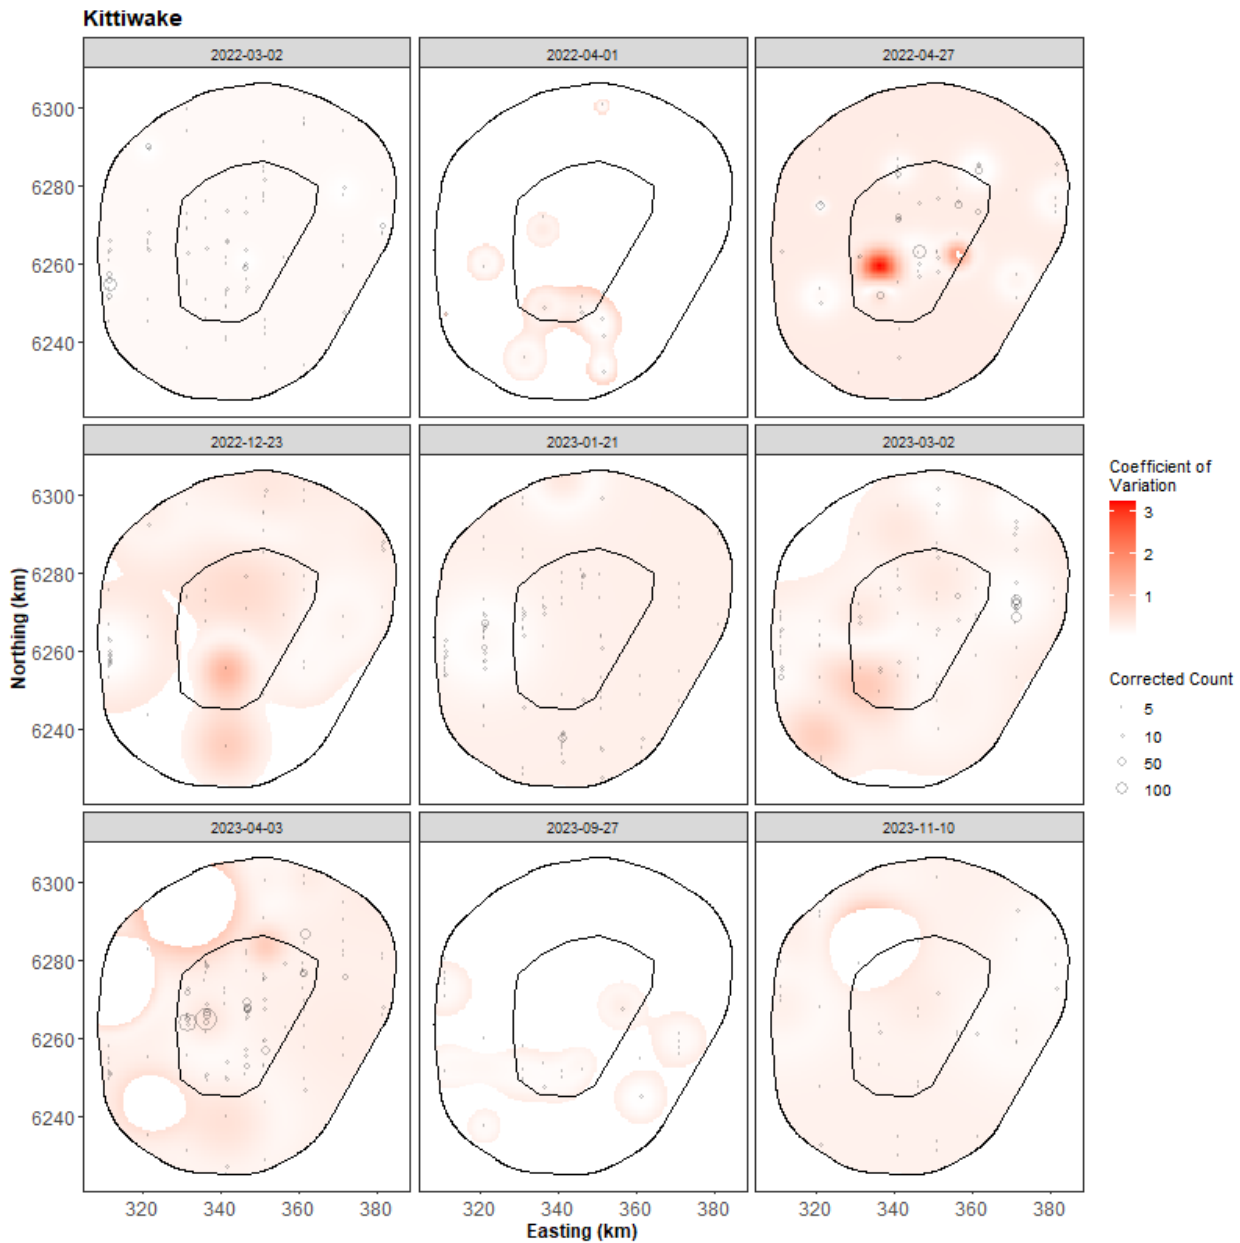 Kittiwake
2022-03-02 2022-04-01 2022-04-27
6300
6280
6260
6240
2022-12-23 2023-01-21 2023-03-02
6300
6280
6260
6240
Northing (km)
Coefficient of
Variation
3
2
1
Corrected Count
5
10
50
100
2023-04-03 2023-09-27 2023-11-10
6300
6280
6260
6240
320 340 360 380 320 340 360 380 320 340 360 380
Easting (km)